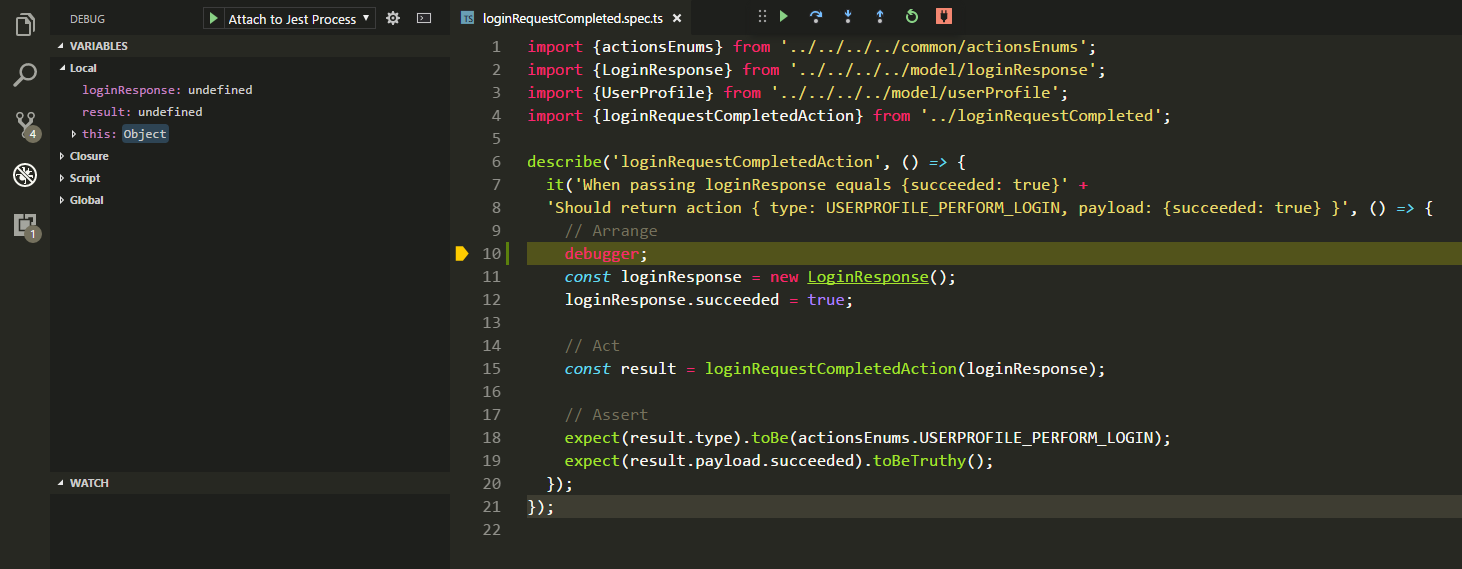 DEBUG
Attach to Jest Process
VARIABLES
Local
loginResponse: undefined
result: undefined
this: Object
Closure
Script
Global
WATCH
4
1
TS loginRequestCompleted.spec.ts ×
1 import {actionsEnums} from '../../../../common/actionsEnums';
2 import {LoginResponse} from '../../../../model/loginResponse';
3 import {UserProfile} from '../../../../model/userProfile';
4 import {loginRequestCompletedAction} from '../loginRequestCompleted';
5
6 describe('loginRequestCompletedAction', () => {
7 it('When passing loginResponse equals {succeeded: true}' +
8 'Should return action { type: USERPROFILE_PERFORM_LOGIN, payload: {succeeded: true} }', () => {
9 // Arrange
10 debugger;
11 const loginResponse = new LoginResponse();
12 loginResponse.succeeded = true;
13
14 // Act
15 const result = loginRequestCompletedAction(loginResponse);
16
17 // Assert
18 expect(result.type).toBe(actionsEnums.USERPROFILE_PERFORM_LOGIN);
19 expect(result.payload.succeeded).toBeTruthy();
20 });
21 });
22